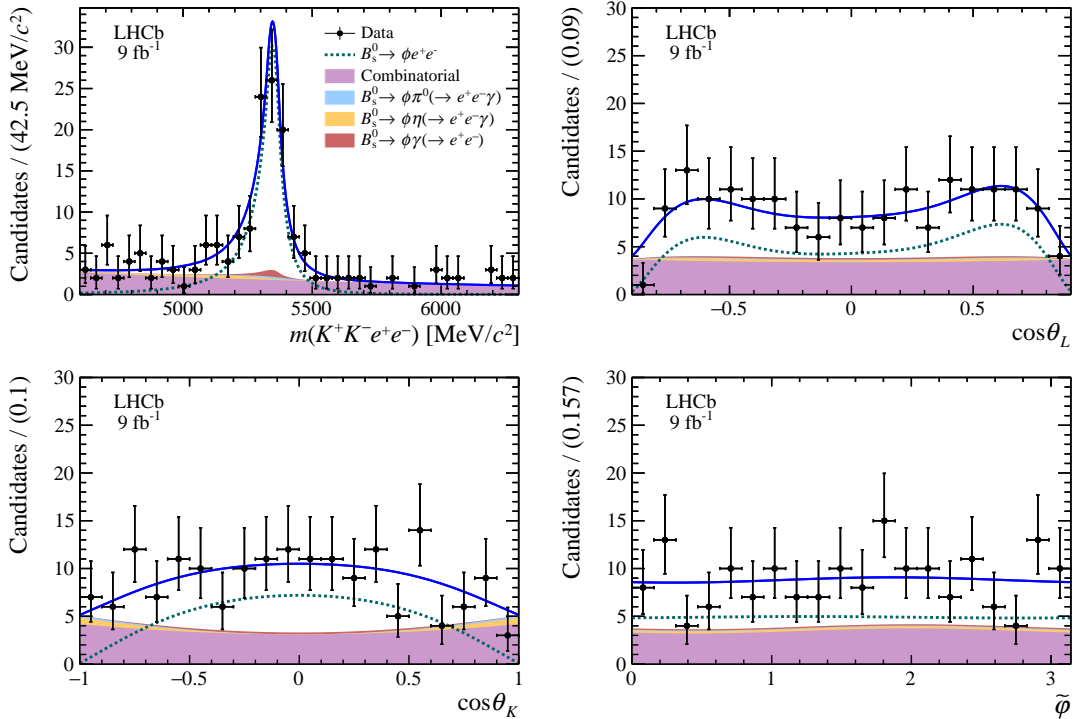 Candidates / (42.5 MeV/c²)
30
25
20
15
10
5
0
LHCb
9 fb⁻¹
Data
B⁰ₛ→ ϕe⁺e⁻
Combinatorial
B⁰ₛ→ ϕπ⁰(→ e⁺e⁻γ)
B⁰ₛ→ ϕη(→ e⁺e⁻γ)
B⁰ₛ→ ϕγ(→ e⁺e⁻)
5000 5500 6000
m(K⁺K⁻e⁺e⁻) [MeV/c²]
Candidates / (0.09)
30
25
20
15
10
5
0
LHCb
9 fb⁻¹
−0.5 0 0.5
cosθ_L
Candidates / (0.1)
30
25
20
15
10
5
0
LHCb
9 fb⁻¹
−1 −0.5 0 0.5 1
cosθ_K
Candidates / (0.157)
30
25
20
15
10
5
0
LHCb
9 fb⁻¹
0 1 2 3
φ̃